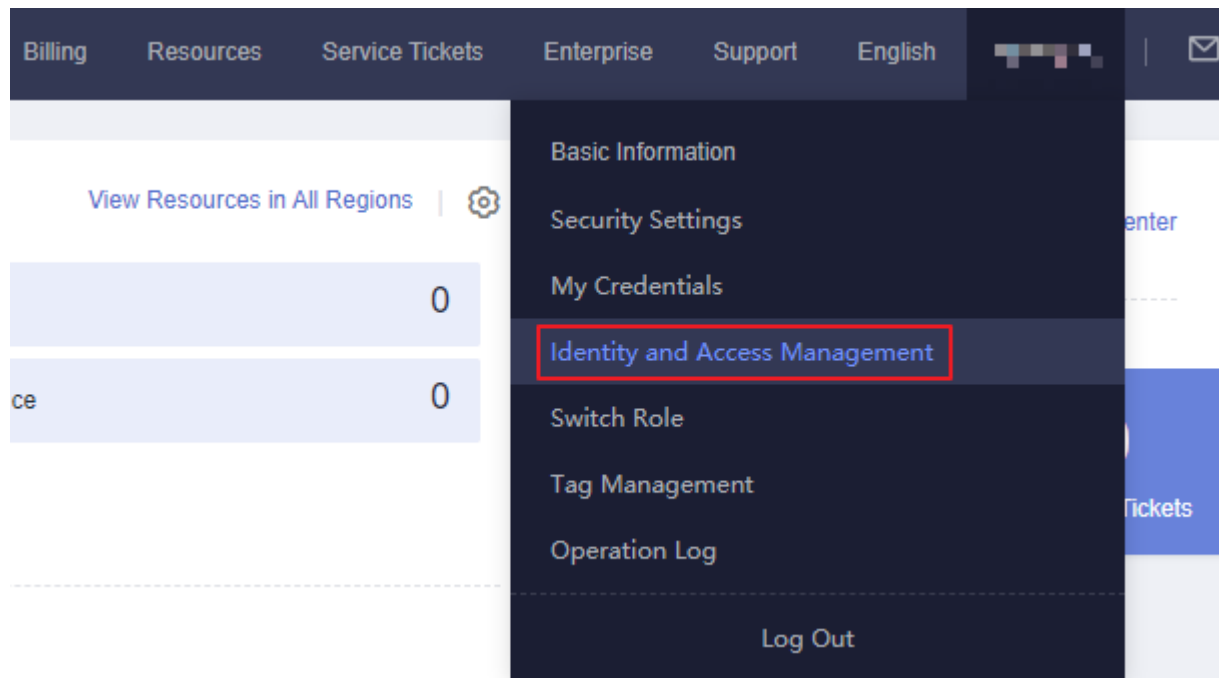 Billing Resources Service Tickets Enterprise Support English
Basic Information
View Resources in All Regions
Security Settings
enter
My Credentials
0
Identity and Access Management
ce
0
Switch Role
Tag Management
Tickets
Operation Log
Log Out